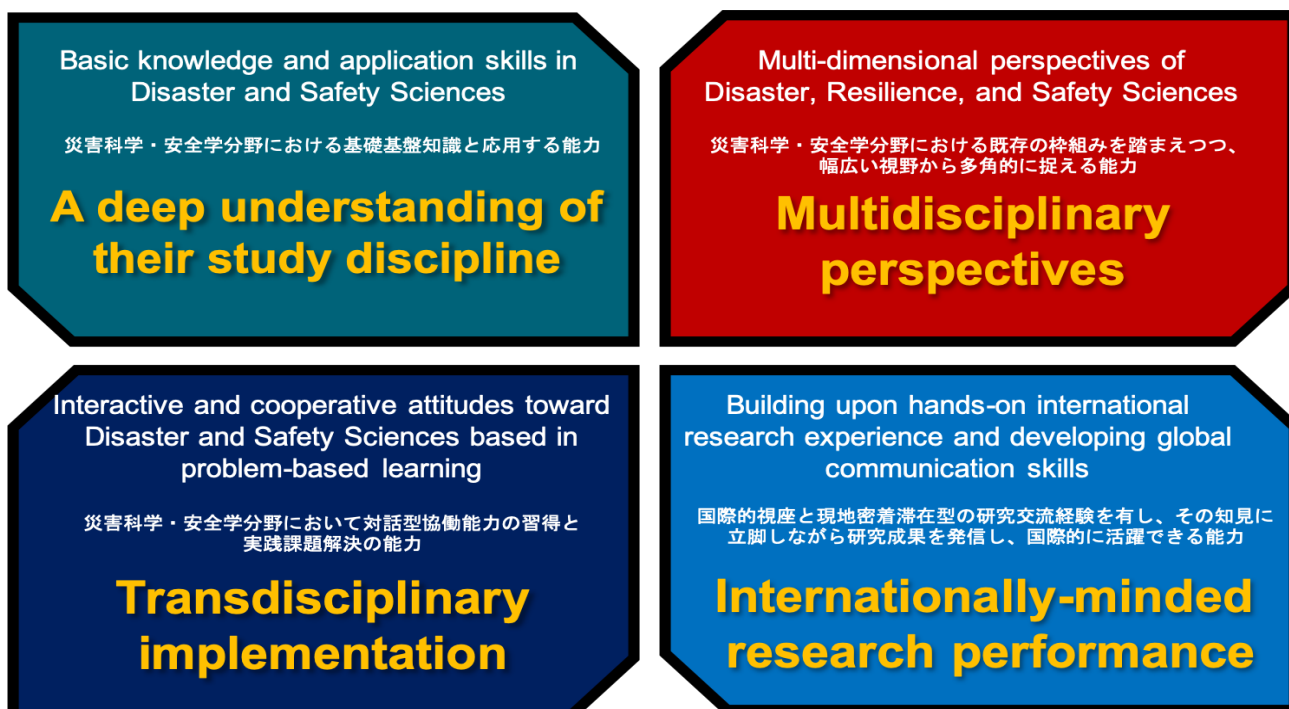 Basic knowledge and application skills in
Disaster and Safety Sciences
災害科学・安全学分野における基礎基盤知識と応用する能力
A deep understanding of
their study discipline
Multi-dimensional perspectives of
Disaster, Resilience, and Safety Sciences
災害科学・安全学分野における既存の枠組みを踏まえつつ、
幅広い視野から多角的に捉える能力
Multidisciplinary
perspectives
Interactive and cooperative attitudes toward
Disaster and Safety Sciences based in
problem-based learning
災害科学・安全学分野において対話型協働能力の習得と
実践課題解決の能力
Transdisciplinary
implementation
Building upon hands-on international
research experience and developing global
communication skills
国際的視座と現地密着滞在型の研究交流経験を有し、その知見に
立脚しながら研究成果を発信し、国際的に活躍できる能力
Internationally-minded
research performance